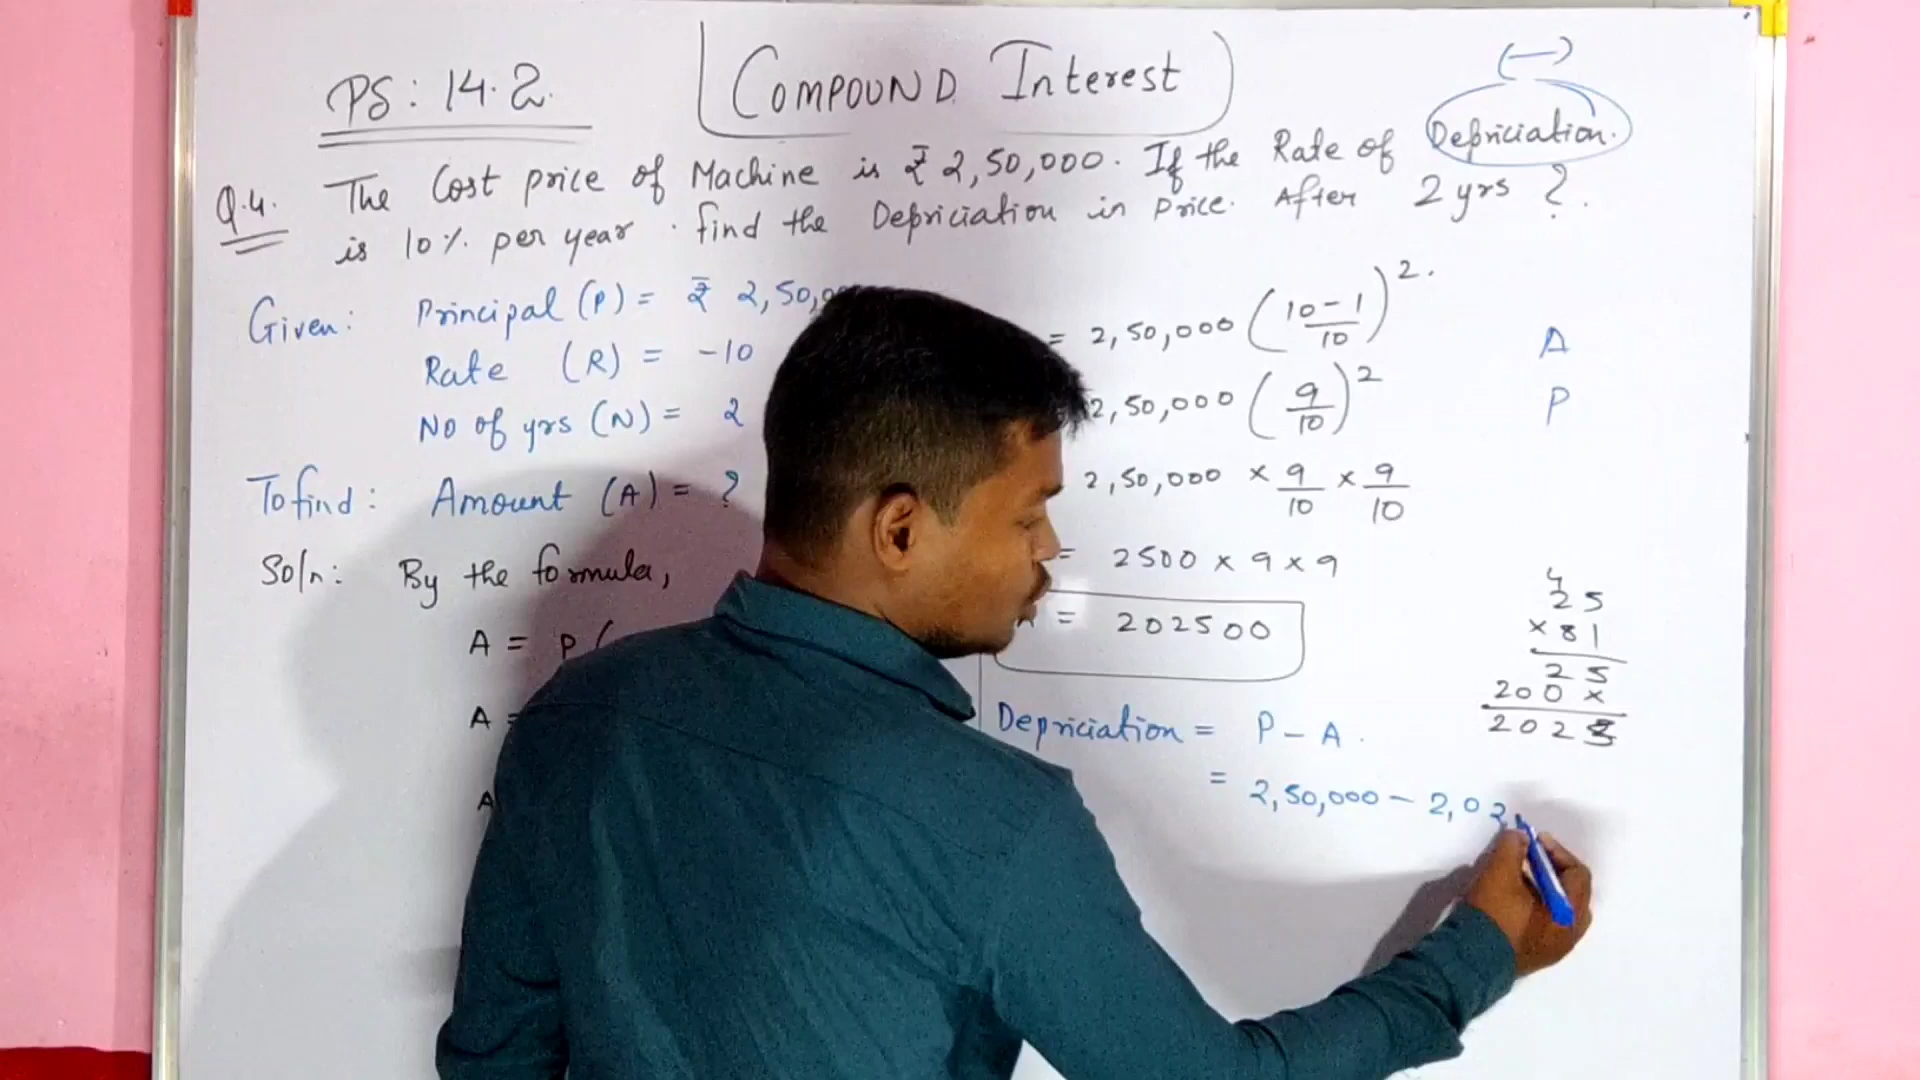 PS: 14.2
COMPOUND Interest
(—)
Q.4. The Cost price of Machine is ₹ 2,50,000. If the Rate of Depriciation.
is 10% per year. find the Depriciation in Price. After 2 yrs ?.
Given: Principal (P) = ₹ 2,50,0
Rate (R) = -10
No of yrs (N) = 2
To find: Amount (A) = ?
Soln: By the formula,
A = P (
A =
A
= 2,50,000 (10-1/10)^2.
2,50,000 (9/10)^2
2,50,000 × 9/10 × 9/10
= 2500 × 9 × 9
= 202500
Depriciation = P - A.
= 2,50,000 - 2,02
A
P
4
25
× 81
25
200 ×
2025